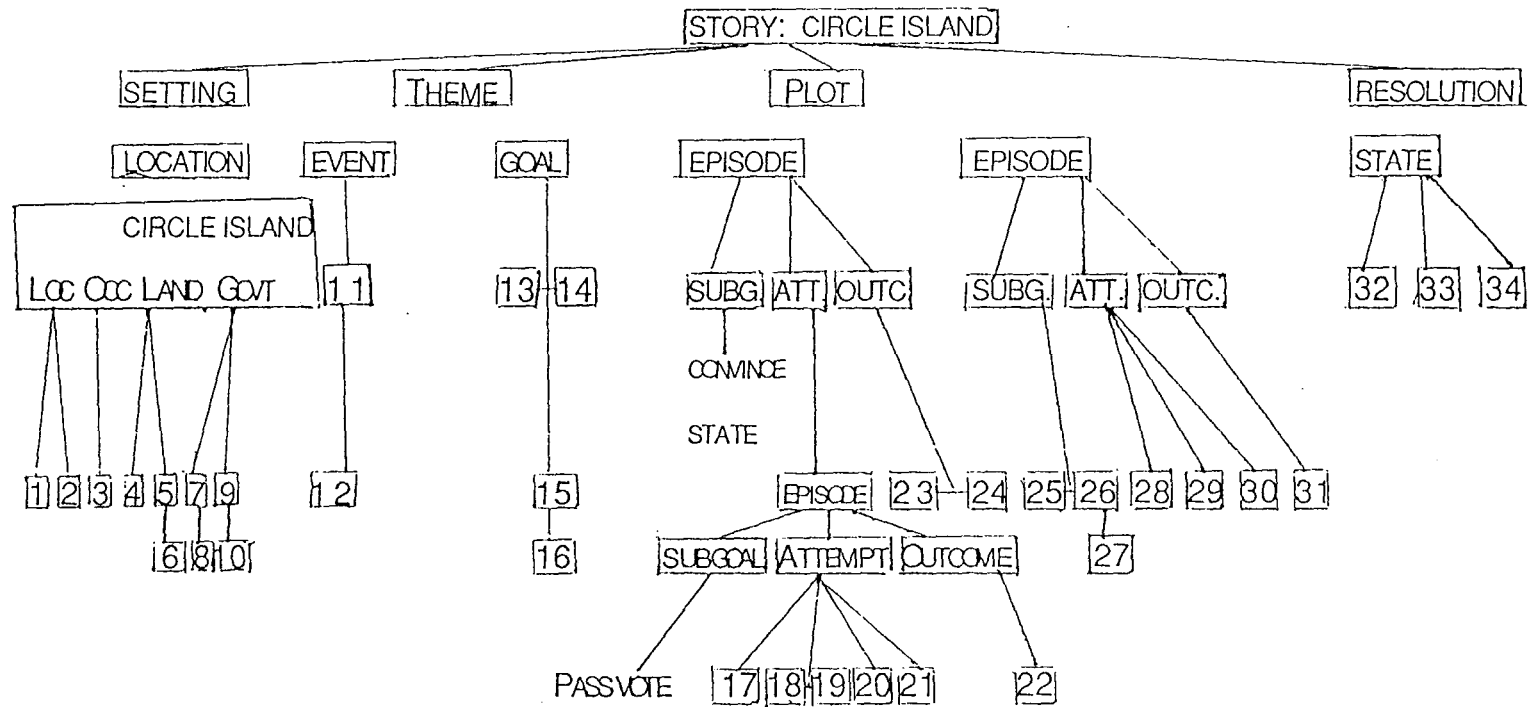 STORY: CIRCLE ISLAND
SETTING THEME PLOT RESOLUTION
LOCATION EVENT GOAL EPISODE EPISODE STATE
CIRCLE ISLAND
LOC OCC LAND GOVT 11 13 14 SUBG. ATT. OUTC SUBG. ATT. OUTC. 32 33 34
CONVINCE
STATE
1 2 3 4 5 7 9 12 15 EPISODE 23 24 25 26 28 29 30 31
6 8 10 16 SUBGOAL ATTEMPT OUTCOME 27
PASS VOTE 17 18 19 20 21 22